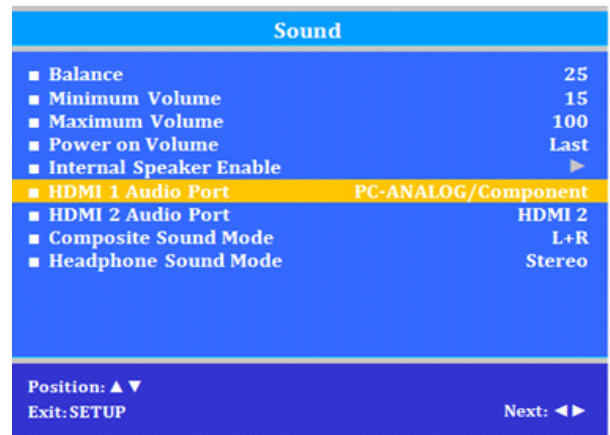 Sound
■ Balance 25
■ Minimum Volume 15
■ Maximum Volume 100
■ Power on Volume Last
■ Internal Speaker Enable ▶
■ HDMI 1 Audio Port PC-ANALOG/Component
■ HDMI 2 Audio Port HDMI 2
■ Composite Sound Mode L+R
■ Headphone Sound Mode Stereo
Position: ▲ ▼
Exit: SETUP Next: ◀ ▶